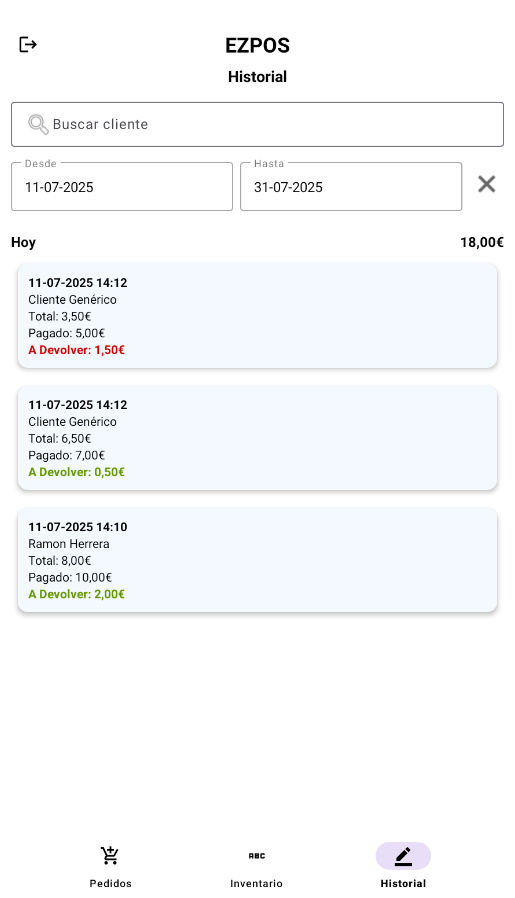 EZPOS
Historial
Buscar cliente
Desde
Hasta
11-07-2025
31-07-2025
Hoy
18,00€
11-07-2025 14:12
Cliente Genérico
Total: 3,50€
Pagado: 5,00€
A Devolver: 1,50€
11-07-2025 14:12
Cliente Genérico
Total: 6,50€
Pagado: 7,00€
A Devolver: 0,50€
11-07-2025 14:10
Ramon Herrera
Total: 8,00€
Pagado: 10,00€
A Devolver: 2,00€
ABC
Pedidos
Inventario
Historial